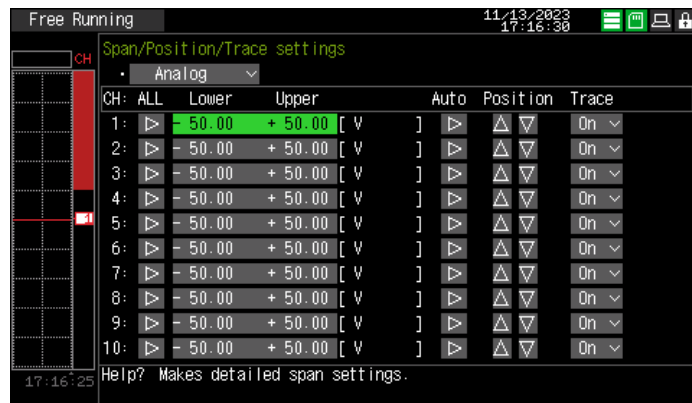 Free Running
11/13/2023
17:16:30
CH
Span/Position/Trace settings
・ Analog
CH: ALL Lower Upper Auto Position Trace
1: - 50.00 + 50.00 [ V ] On
2: - 50.00 + 50.00 [ V ] On
3: - 50.00 + 50.00 [ V ] On
4: - 50.00 + 50.00 [ V ] On
1
5: - 50.00 + 50.00 [ V ] On
6: - 50.00 + 50.00 [ V ] On
7: - 50.00 + 50.00 [ V ] On
8: - 50.00 + 50.00 [ V ] On
9: - 50.00 + 50.00 [ V ] On
10: - 50.00 + 50.00 [ V ] On
17:16:25
Help? Makes detailed span settings.